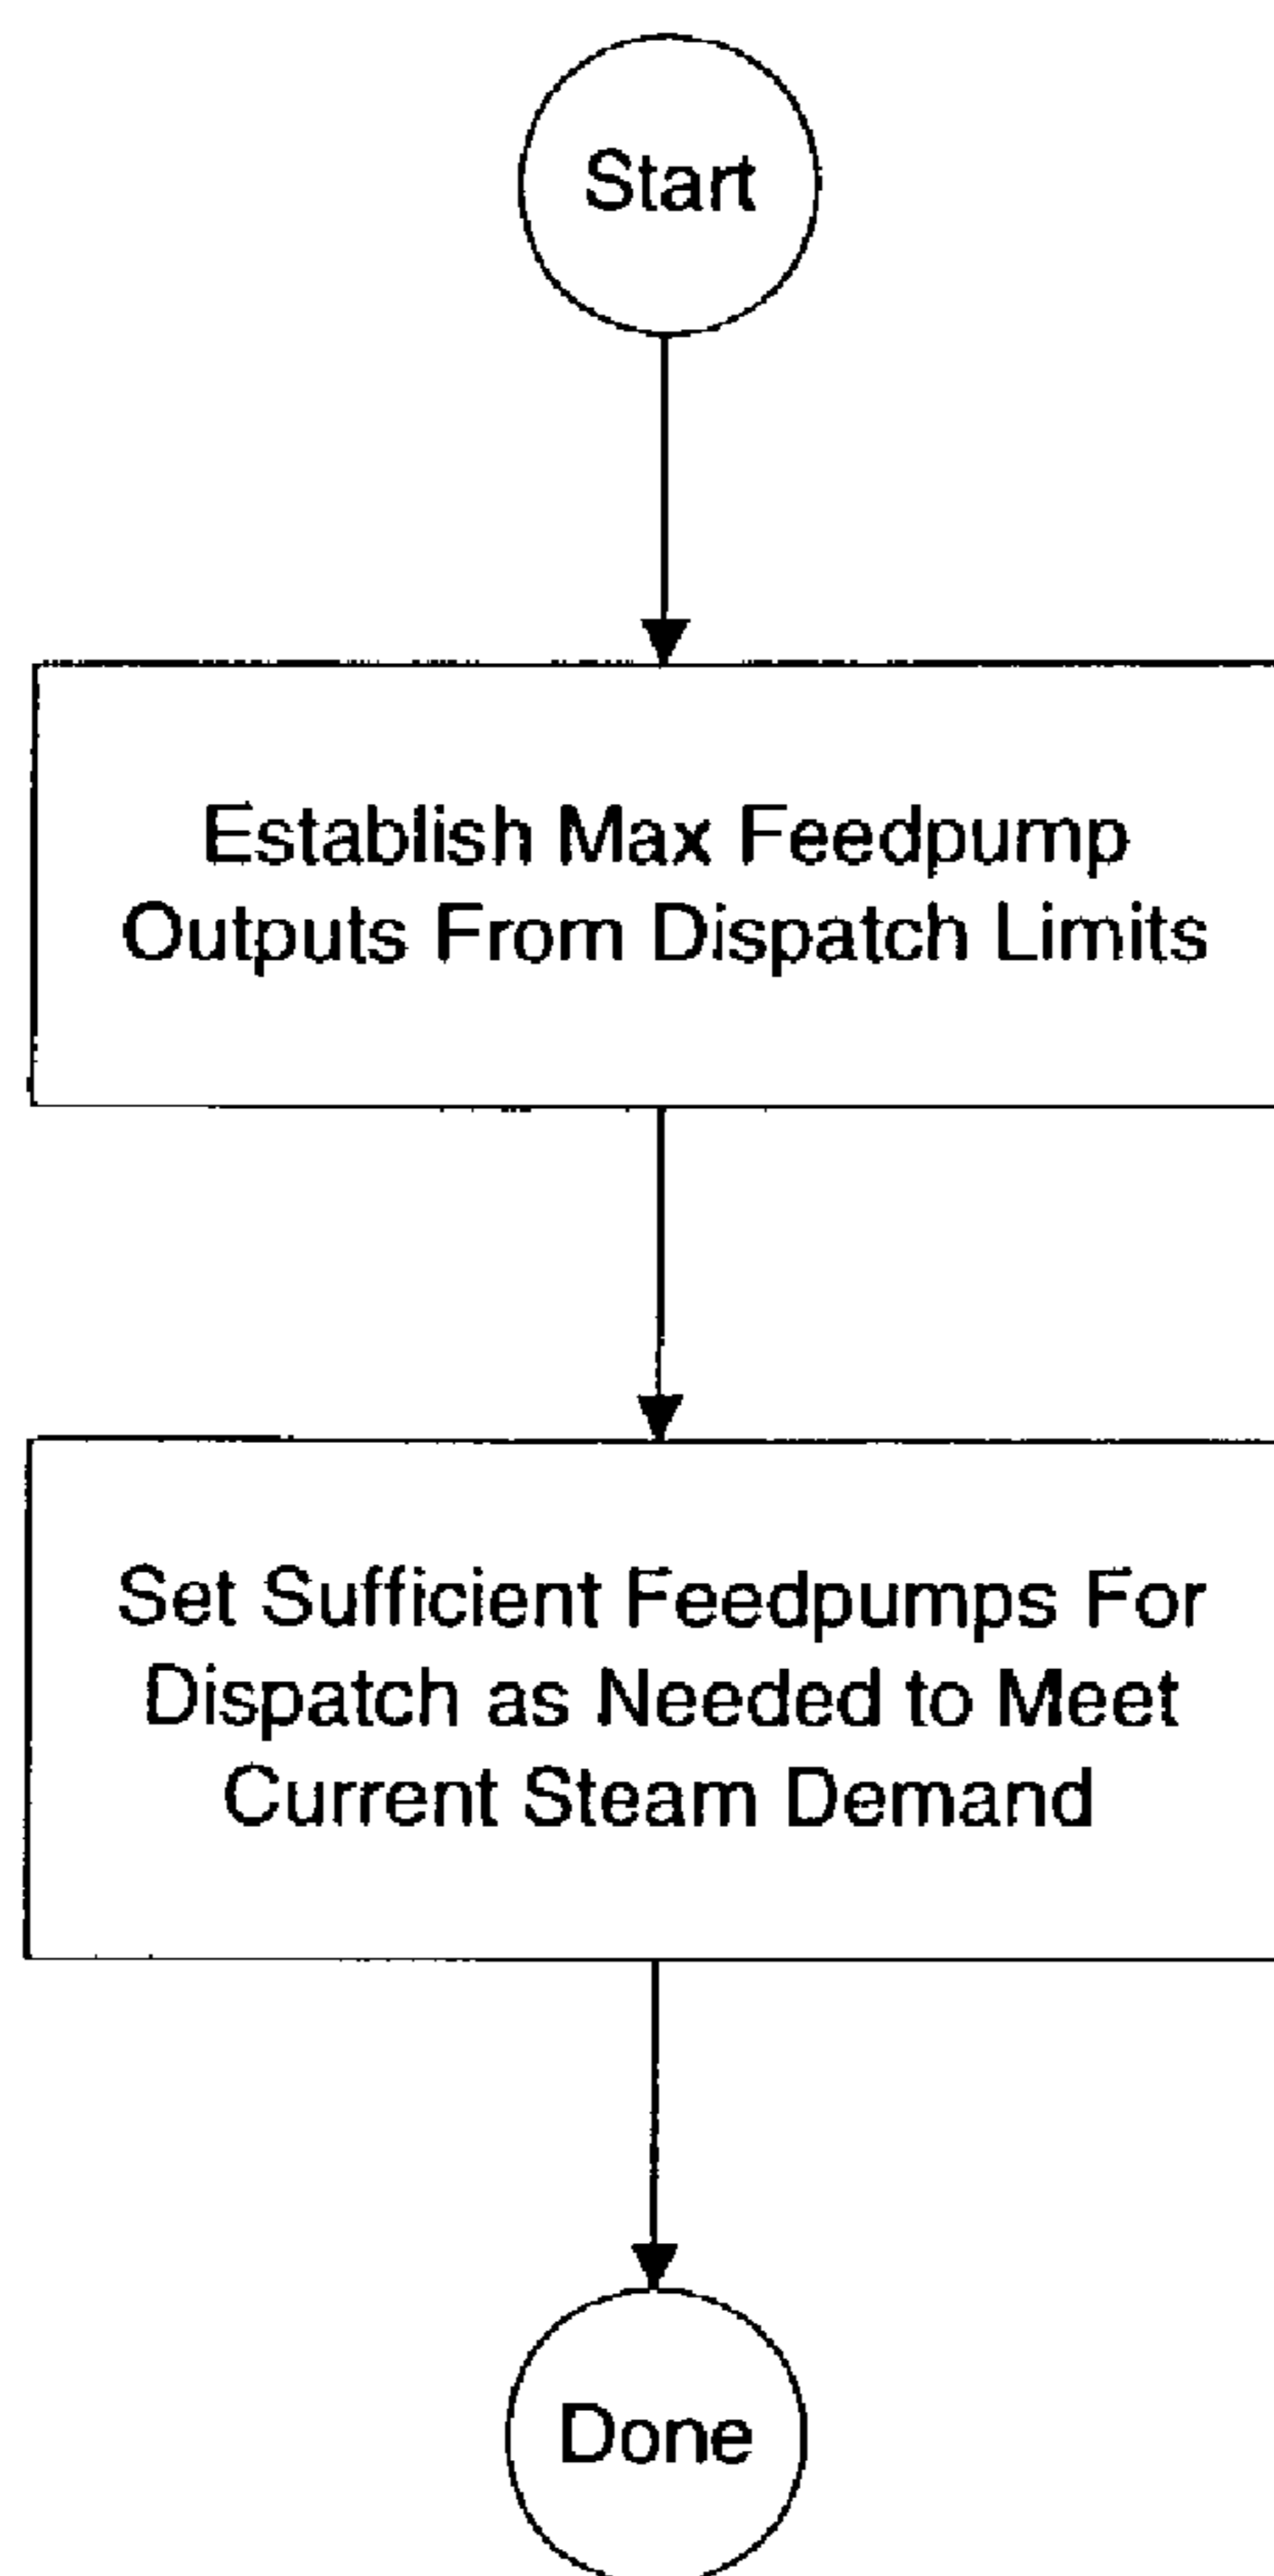 Start
Establish Max Feedpump
Outputs From Dispatch Limits
Set Sufficient Feedpumps For
Dispatch as Needed to Meet
Current Steam Demand
Done